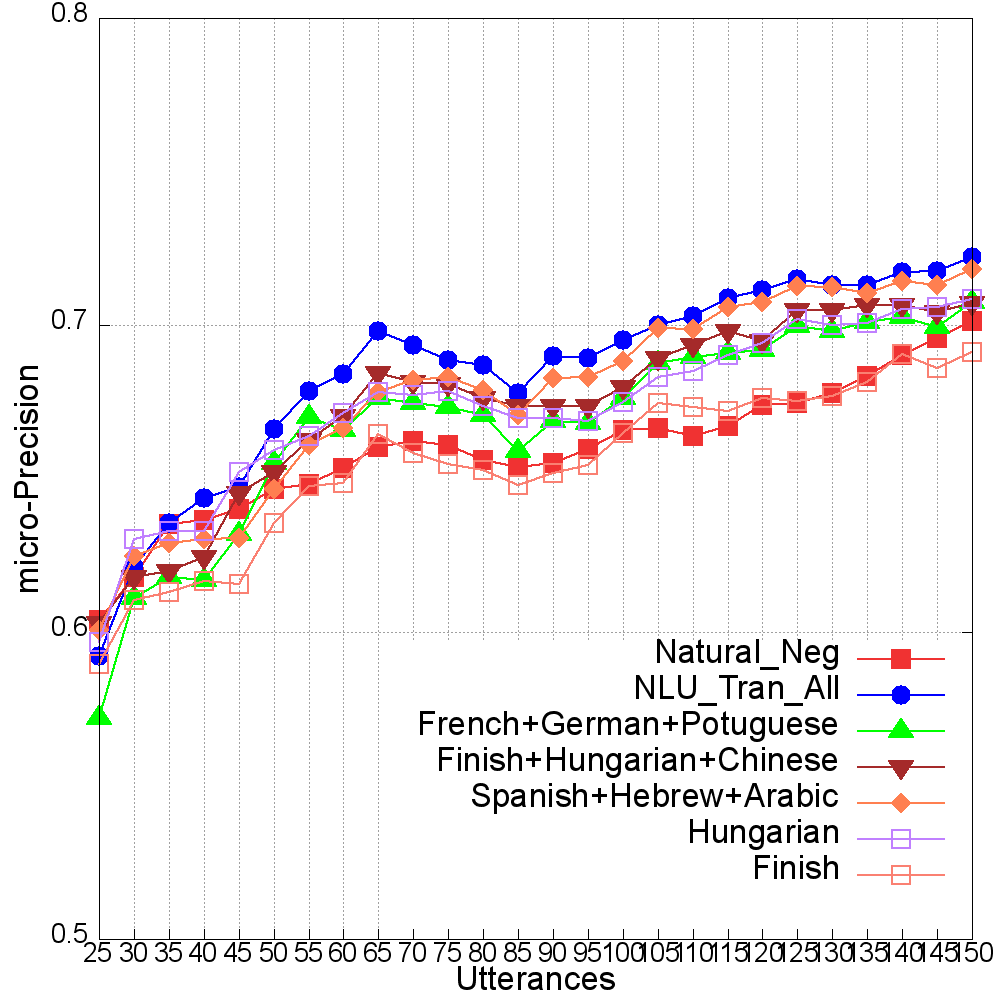 0.8
0.7
0.6
0.5
micro-Precision
25 30 35 40 45 50 55 60 65 70 75 80 85 90 95 100 105 110 115 120 125 130 135 140 145 150
Utterances
Natural_Neg
NLU_Tran_All
French+German+Potuguese
Finish+Hungarian+Chinese
Spanish+Hebrew+Arabic
Hungarian
Finish